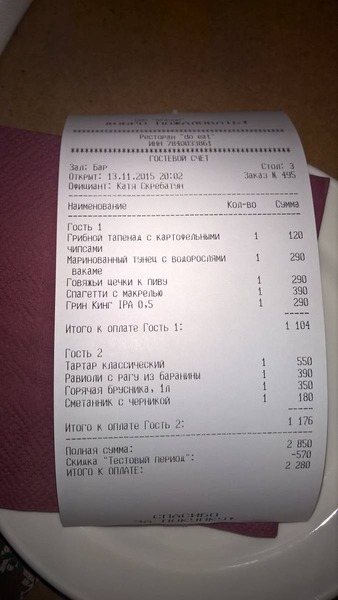 ДОБРО ПОЖАЛОВАТЬ!
Ресторан "do eat"
ИНН 7840033861
ГОСТЕВОЙ СЧЕТ
Зал: Бар Стол: 3
Открыт: 13.11.2015 20:02 Заказ № 495
Официант: Катя Скребатун
Наименование Кол-во Сумма
Гость 1
Грибной тапенад с картофельными 1 120
чипсами
Маринованный тунец с водорослями 1 290
вакаме
Говяжьи щечки к пиву 1 290
Спагетти с макрелью 1 390
Грин Кинг IPA 0,5 1 290
Итого к оплате Гость 1: 1 104
Гость 2
Тартар классический 1 550
Равиоли с рагу из баранины 1 390
Горячая брусника, 1л 1 350
Сметанник с черникой 1 180
Итого к оплате Гость 2: 1 176
Полная сумма: 2 850
Скидка "Тестовый период": -570
ИТОГО К ОПЛАТЕ: 2 280
СПАСИБО
ЗА ПОКУПКУ!